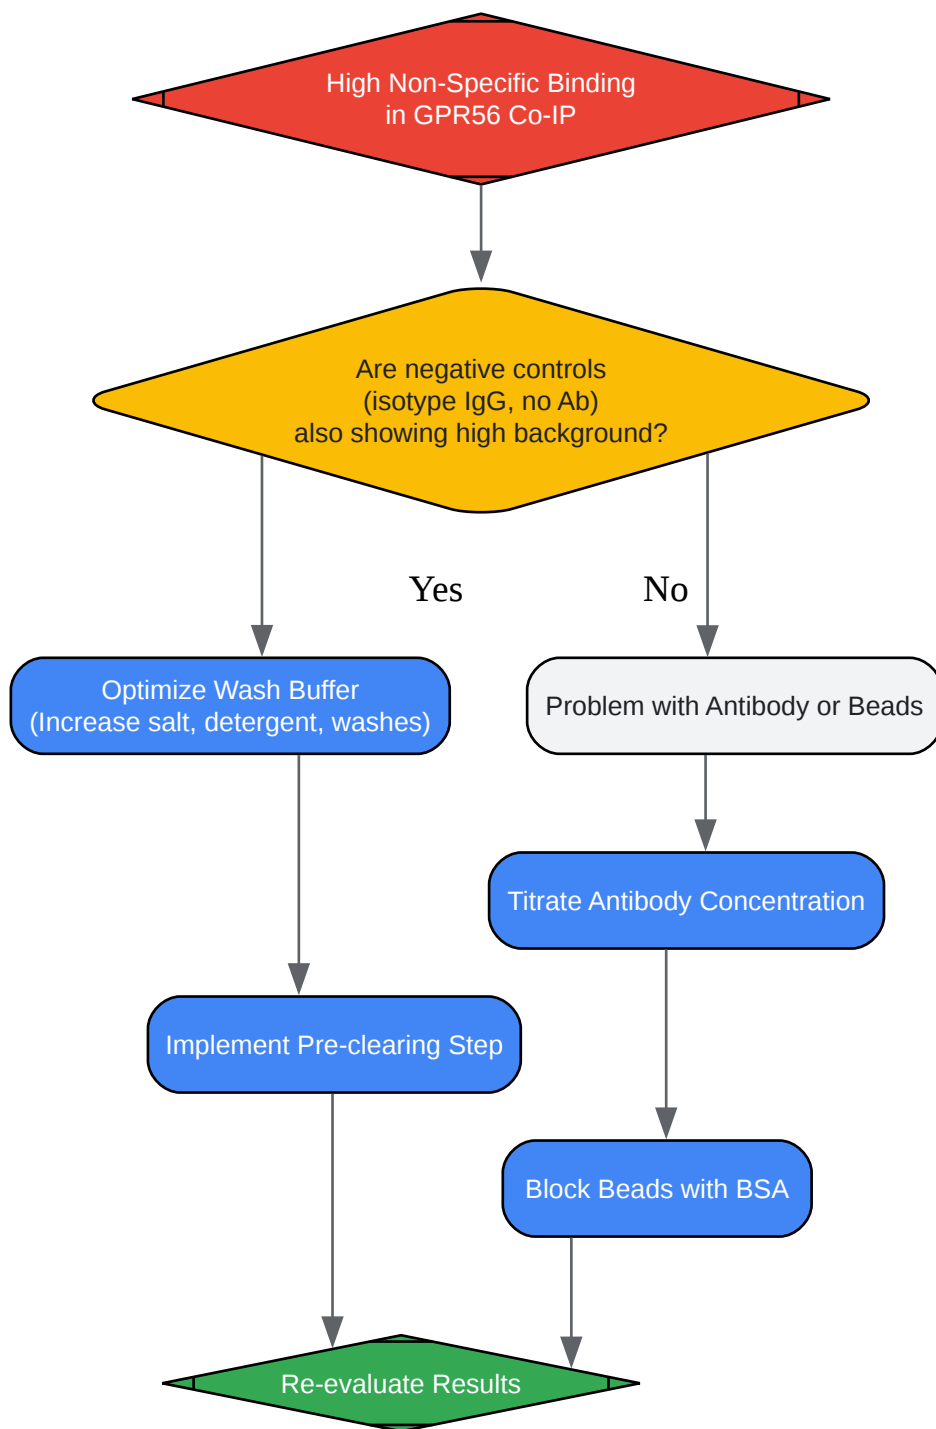 High Non-Specific Binding
in GPR56 Co-IP
Are negative controls
(isotype IgG, no Ab)
also showing high background?
Yes
No
Optimize Wash Buffer
(Increase salt, detergent, washes)
Problem with Antibody or Beads
Titrate Antibody Concentration
Implement Pre-clearing Step
Block Beads with BSA
Re-evaluate Results